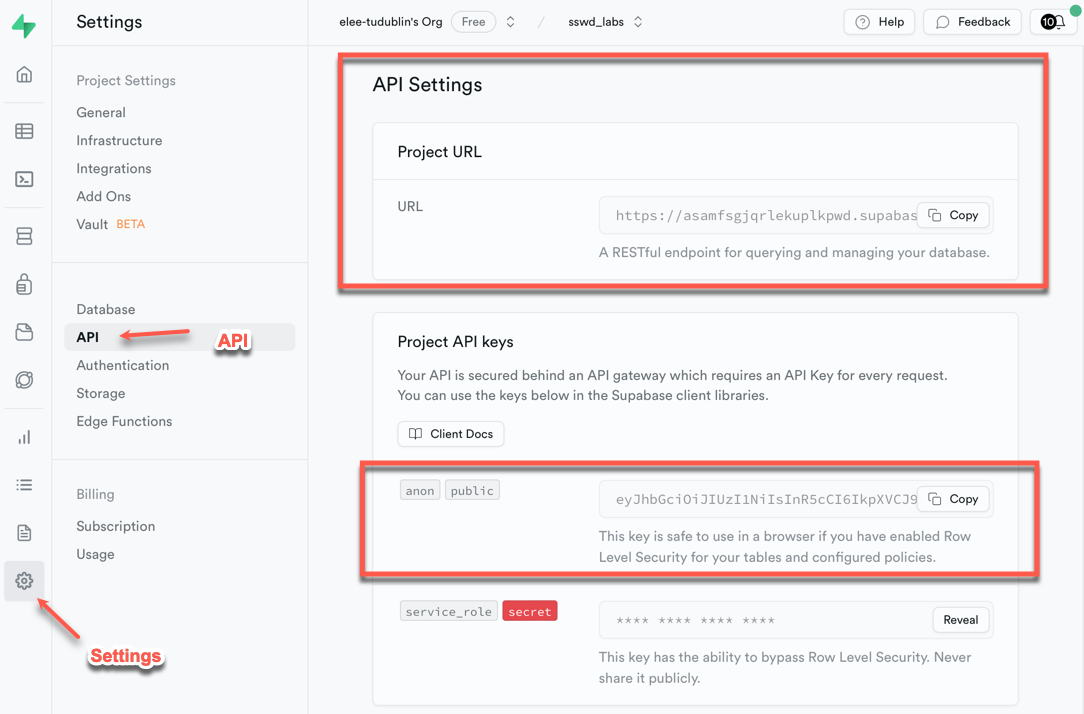 Settings
elee-tudublin's Org Free / sswd_labs
Help
Feedback
10
Project Settings
General
Infrastructure
Integrations
Add Ons
Vault BETA
Database
API
API
Authentication
Storage
Edge Functions
Billing
Subscription
Usage
Settings
API Settings
Project URL
URL
https://asamfsgjqrlekuplkpwd.supabas
Copy
A RESTful endpoint for querying and managing your database.
Project API keys
Your API is secured behind an API gateway which requires an API Key for every request.
You can use the keys below in the Supabase client libraries.
Client Docs
anon public
eyJhbGciOiJIUzI1NiIsInR5cCI6IkpXVCJ9
Copy
This key is safe to use in a browser if you have enabled Row
Level Security for your tables and configured policies.
service_role secret
**** **** **** ****
Reveal
This key has the ability to bypass Row Level Security. Never
share it publicly.